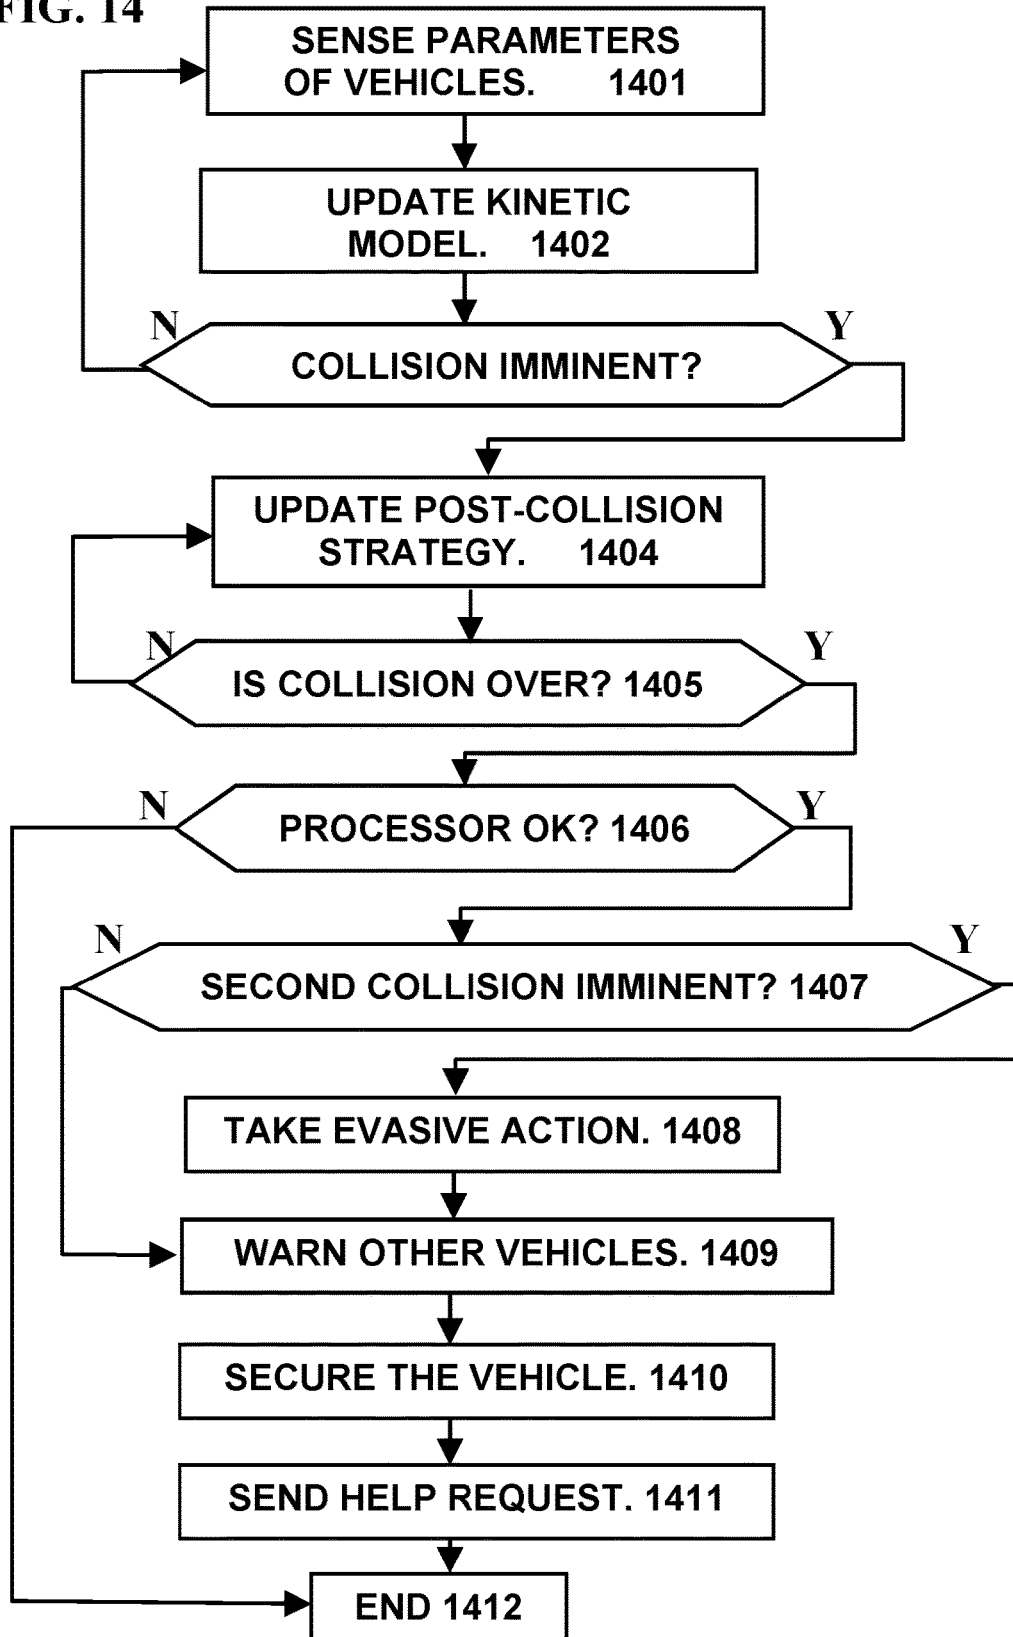 FIG. 14
SENSE PARAMETERS
OF VEHICLES. 1401
UPDATE KINETIC
MODEL. 1402
N
Y
COLLISION IMMINENT?
UPDATE POST-COLLISION
STRATEGY. 1404
N
Y
IS COLLISION OVER? 1405
N
Y
PROCESSOR OK? 1406
N
Y
SECOND COLLISION IMMINENT? 1407
TAKE EVASIVE ACTION. 1408
WARN OTHER VEHICLES. 1409
SECURE THE VEHICLE. 1410
SEND HELP REQUEST. 1411
END 1412